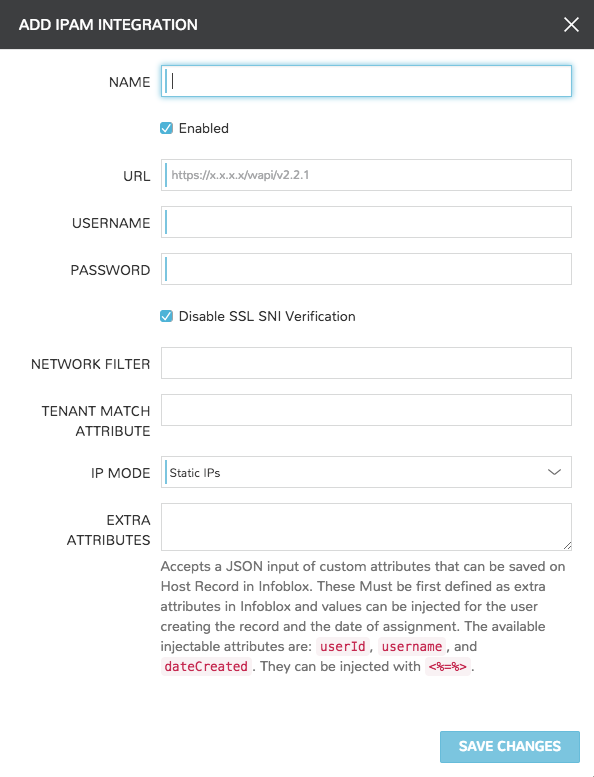 ADD IPAM INTEGRATION
NAME
Enabled
URL
https://x.x.x.x/wapi/v2.2.1
USERNAME
PASSWORD
Disable SSL SNI Verification
NETWORK FILTER
TENANT MATCH
ATTRIBUTE
IP MODE
Static IPs
EXTRA
ATTRIBUTES
Accepts a JSON input of custom attributes that can be saved on
Host Record in Infoblox. These Must be first defined as extra
attributes in Infoblox and values can be injected for the user
creating the record and the date of assignment. The available
injectable attributes are: userId, username, and
dateCreated. They can be injected with <%=%>.
SAVE CHANGES